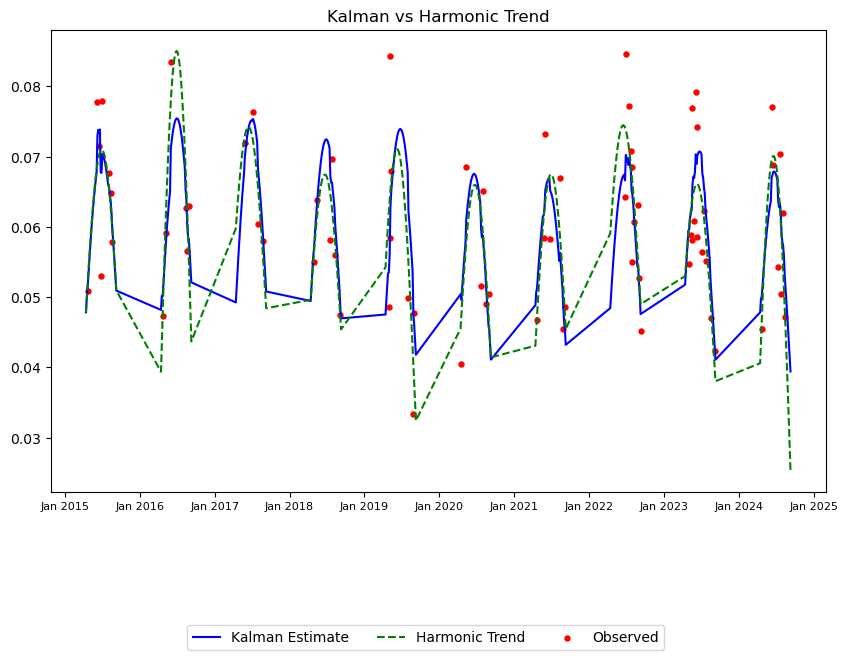 Kalman vs Harmonic Trend
0.08
0.07
0.06
0.05
0.04
0.03
Jan 2015 Jan 2016 Jan 2017 Jan 2018 Jan 2019 Jan 2020 Jan 2021 Jan 2022 Jan 2023 Jan 2024 Jan 2025
Kalman Estimate Harmonic Trend Observed